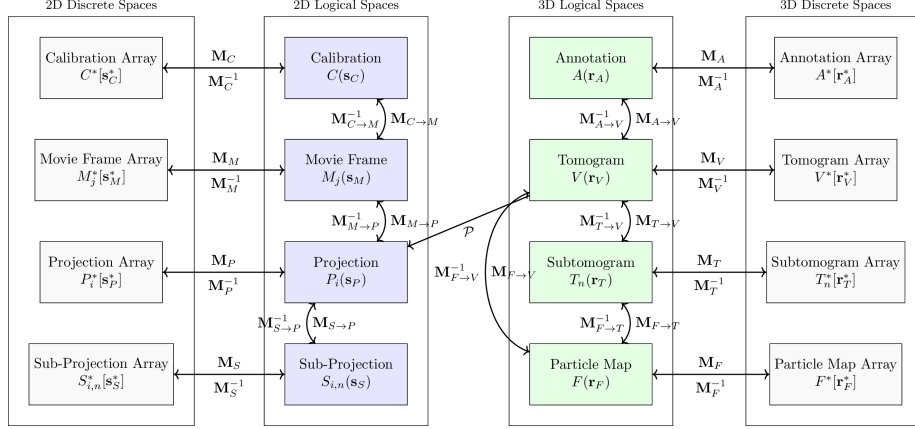 2D Discrete Spaces
2D Logical Spaces
3D Logical Spaces
3D Discrete Spaces
Calibration Array
C*[s*_C]
M_C
M_C^{-1}
Calibration
C(s_C)
Annotation
A(r_A)
M_A
M_A^{-1}
Annotation Array
A*[r*_A]
M_{C→M}^{-1}
M_{C→M}
M_{A→V}^{-1}
M_{A→V}
Movie Frame Array
M*_j[s*_M]
M_M
M_M^{-1}
Movie Frame
M_j(s_M)
Tomogram
V(r_V)
M_V
M_V^{-1}
Tomogram Array
V*[r*_V]
M_{M→P}^{-1}
M_{M→P}
𝒫
M_{T→V}^{-1}
M_{T→V}
Projection Array
P*_i[s*_P]
M_P
M_P^{-1}
Projection
P_i(s_P)
M_{F→V}^{-1}
M_{F→V}
Subtomogram
T_n(r_T)
M_T
M_T^{-1}
Subtomogram Array
T*_n[r*_T]
M_{S→P}^{-1}
M_{S→P}
M_{F→T}^{-1}
M_{F→T}
Sub-Projection Array
S*_{i,n}[s*_S]
M_S
M_S^{-1}
Sub-Projection
S_{i,n}(s_S)
Particle Map
F(r_F)
M_F
M_F^{-1}
Particle Map Array
F*[r*_F]